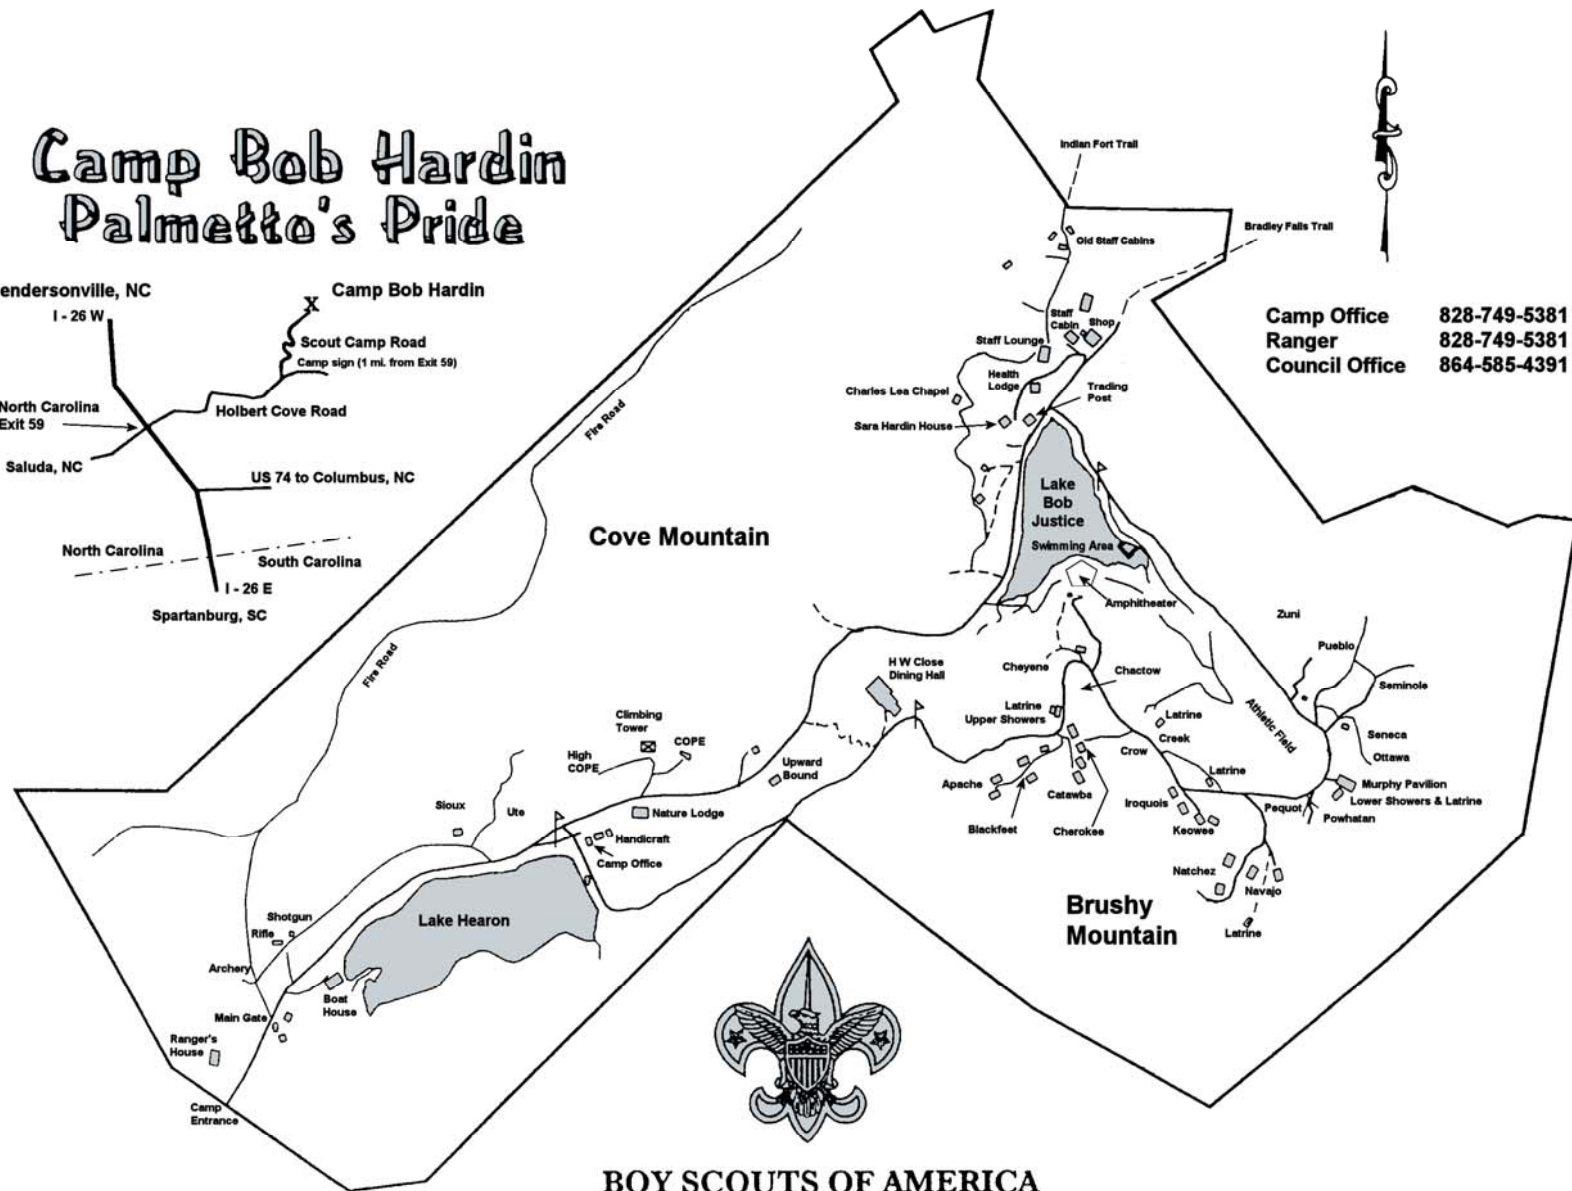 Camp Bob Hardin
Palmetto's Pride
endersonville, NC
I - 26 W
X
Camp Bob Hardin
Scout Camp Road
Camp sign (1 mi. from Exit 59)
North Carolina
Exit 59
Holbert Cove Road
Saluda, NC
US 74 to Columbus, NC
North Carolina
South Carolina
I - 26 E
Spartanburg, SC
Camp Office 828-749-5381
Ranger 828-749-5381
Council Office 864-585-4391
Indian Fort Trail
Old Staff Cabins
Bradley Falls Trail
Staff
Cabin
Shop
Staff Lounge
Health
Lodge
Charles Lea Chapel
Trading
Post
Sara Hardin House
Fire Road
Lake
Bob
Justice
Swimming Area
Cove Mountain
Amphitheater
Fire Road
Zuni
Pueblo
Seminole
H W Close
Dining Hall
Cheyene
Chactow
Latrine
Upper Showers
Latrine
Athletic Field
Climbing
Tower
COPE
High
COPE
Upward
Bound
Creek
Crow
Seneca
Ottawa
Apache
Catawba
Latrine
Murphy Pavilion
Lower Showers & Latrine
Sioux
Ute
Nature Lodge
Handicraft
Camp Office
Blackfeet
Cherokee
Iroquois
Keowee
Pequot
Powhatan
Natchez
Navajo
Latrine
Brushy
Mountain
Lake Hearon
Shotgun
Rifle
Archery
Boat
House
Main Gate
Ranger's
House
Camp
Entrance
BOY SCOUTS OF AMERICA